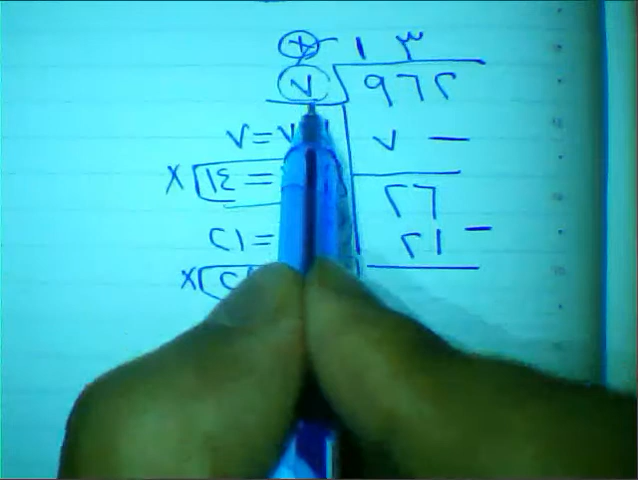 × ١ ٣
٧ ٩٦٢
٧ = ٧ ٧ −
× ١٤ = ٢٦
٢١ = ٢١ −
×